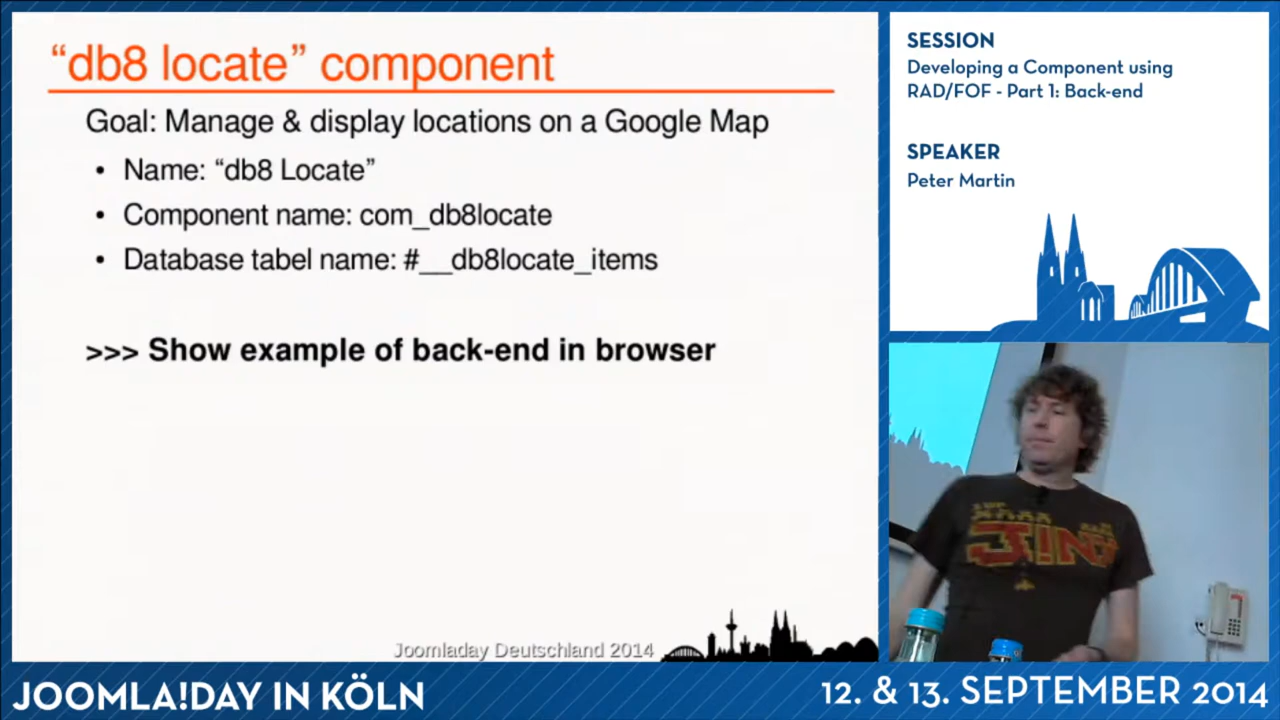 “db8 locate” component
Goal: Manage & display locations on a Google Map
• Name: “db8 Locate”
• Component name: com_db8locate
• Database tabel name: #__db8locate_items
>>> Show example of back-end in browser
Joomladay Deutschland 2014
SESSION
Developing a Component using
RAD/FOF - Part 1: Back-end
SPEAKER
Peter Martin
JOOMLA!DAY IN KÖLN
12. & 13. SEPTEMBER 2014